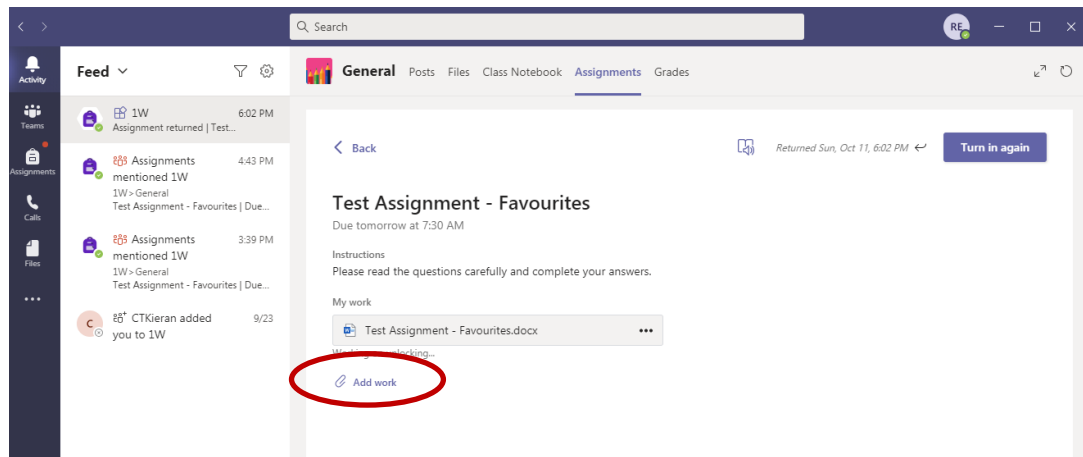 Search
RE
Activity
Teams
Assignments
Calls
Files
Feed
1W 6:02 PM
Assignment returned | Test...
Assignments 4:43 PM
mentioned 1W
1W > General
Test Assignment - Favourites | Due...
Assignments 3:39 PM
mentioned 1W
1W > General
Test Assignment - Favourites | Due...
C
CTKieran added 9/23
you to 1W
General Posts Files Class Notebook Assignments Grades
Back
Returned Sun, Oct 11, 6:02 PM
Turn in again
Test Assignment - Favourites
Due tomorrow at 7:30 AM
Instructions
Please read the questions carefully and complete your answers.
My work
Test Assignment - Favourites.docx
Add work